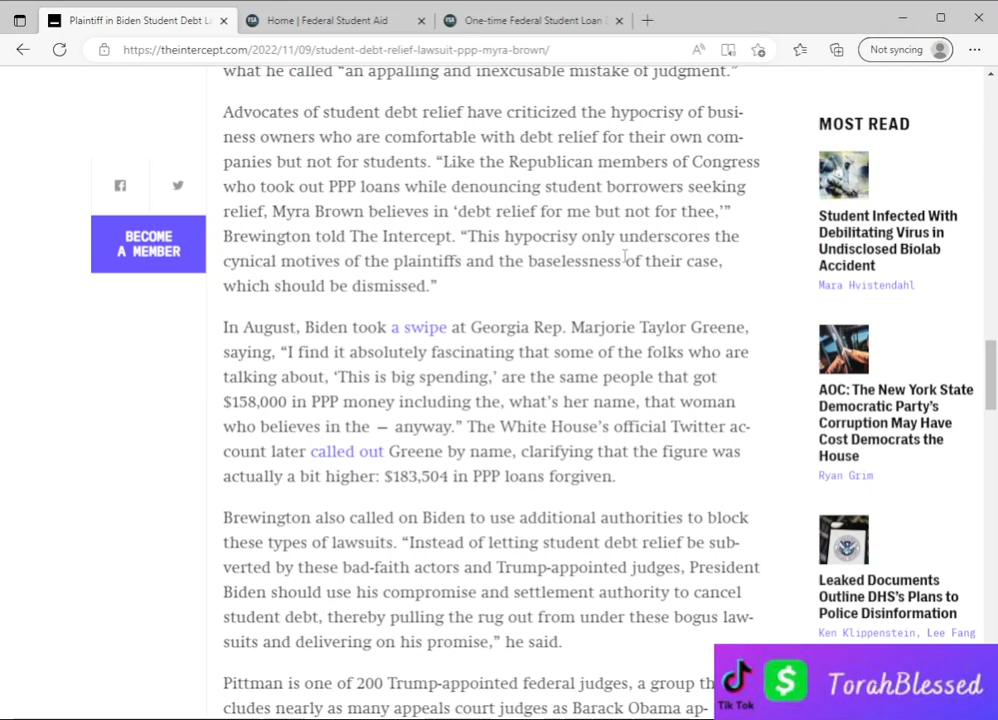 Plaintiff in Biden Student Debt L
Home | Federal Student Aid
One-time Federal Student Loan
https://theintercept.com/2022/11/09/student-debt-relief-lawsuit-ppp-myra-brown/
Not syncing
what he called “an appalling and inexcusable mistake of judgment.”
Advocates of student debt relief have criticized the hypocrisy of busi-
ness owners who are comfortable with debt relief for their own com-
panies but not for students. “Like the Republican members of Congress
who took out PPP loans while denouncing student borrowers seeking
relief, Myra Brown believes in ‘debt relief for me but not for thee,’”
Brewington told The Intercept. “This hypocrisy only underscores the
cynical motives of the plaintiffs and the baselessness of their case,
which should be dismissed.”
In August, Biden took a swipe at Georgia Rep. Marjorie Taylor Greene,
saying, “I find it absolutely fascinating that some of the folks who are
talking about, ‘This is big spending,’ are the same people that got
$158,000 in PPP money including the, what’s her name, that woman
who believes in the — anyway.” The White House’s official Twitter ac-
count later called out Greene by name, clarifying that the figure was
actually a bit higher: $183,504 in PPP loans forgiven.
Brewington also called on Biden to use additional authorities to block
these types of lawsuits. “Instead of letting student debt relief be sub-
verted by these bad-faith actors and Trump-appointed judges, President
Biden should use his compromise and settlement authority to cancel
student debt, thereby pulling the rug out from under these bogus law-
suits and delivering on his promise,” he said.
Pittman is one of 200 Trump-appointed federal judges, a group th
cludes nearly as many appeals court judges as Barack Obama ap-
BECOME
A MEMBER
MOST READ
Student Infected With
Debilitating Virus in
Undisclosed Biolab
Accident
Mara Hvistendahl
AOC: The New York State
Democratic Party’s
Corruption May Have
Cost Democrats the
House
Ryan Grim
Leaked Documents
Outline DHS’s Plans to
Police Disinformation
Ken Klippenstein, Lee Fang
Tik Tok
$
TorahBlessed